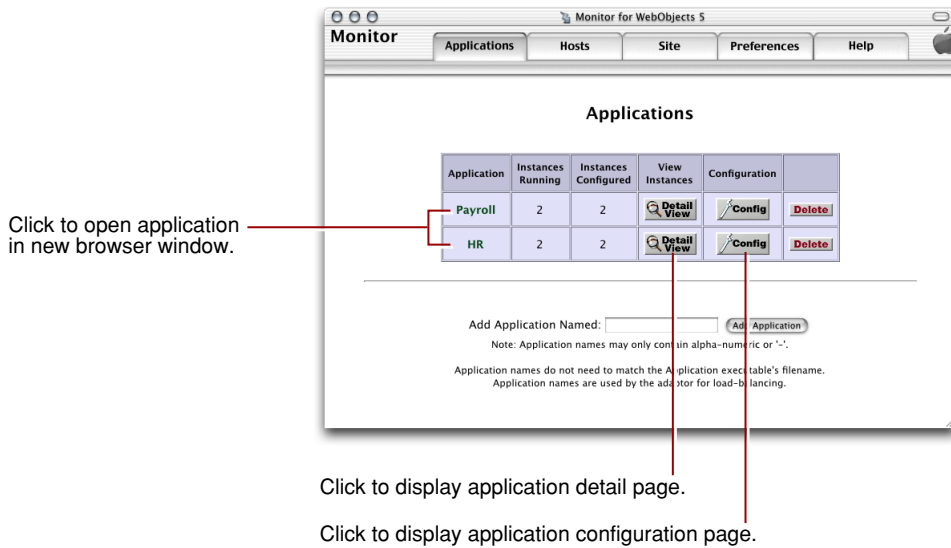 Monitor for WebObjects 5
Monitor
Applications
Hosts
Site
Preferences
Help
Applications
Application Instances Running Instances Configured View Instances Configuration
Payroll 2 2 Detail View Config Delete
HR 2 2 Detail View Config Delete
Click to open application
in new browser window.
Add Application Named: Add Application
Note: Application names may only contain alpha-numeric or '-'.
Application names do not need to match the Application executable's filename.
Application names are used by the adaptor for load-balancing.
Click to display application detail page.
Click to display application configuration page.